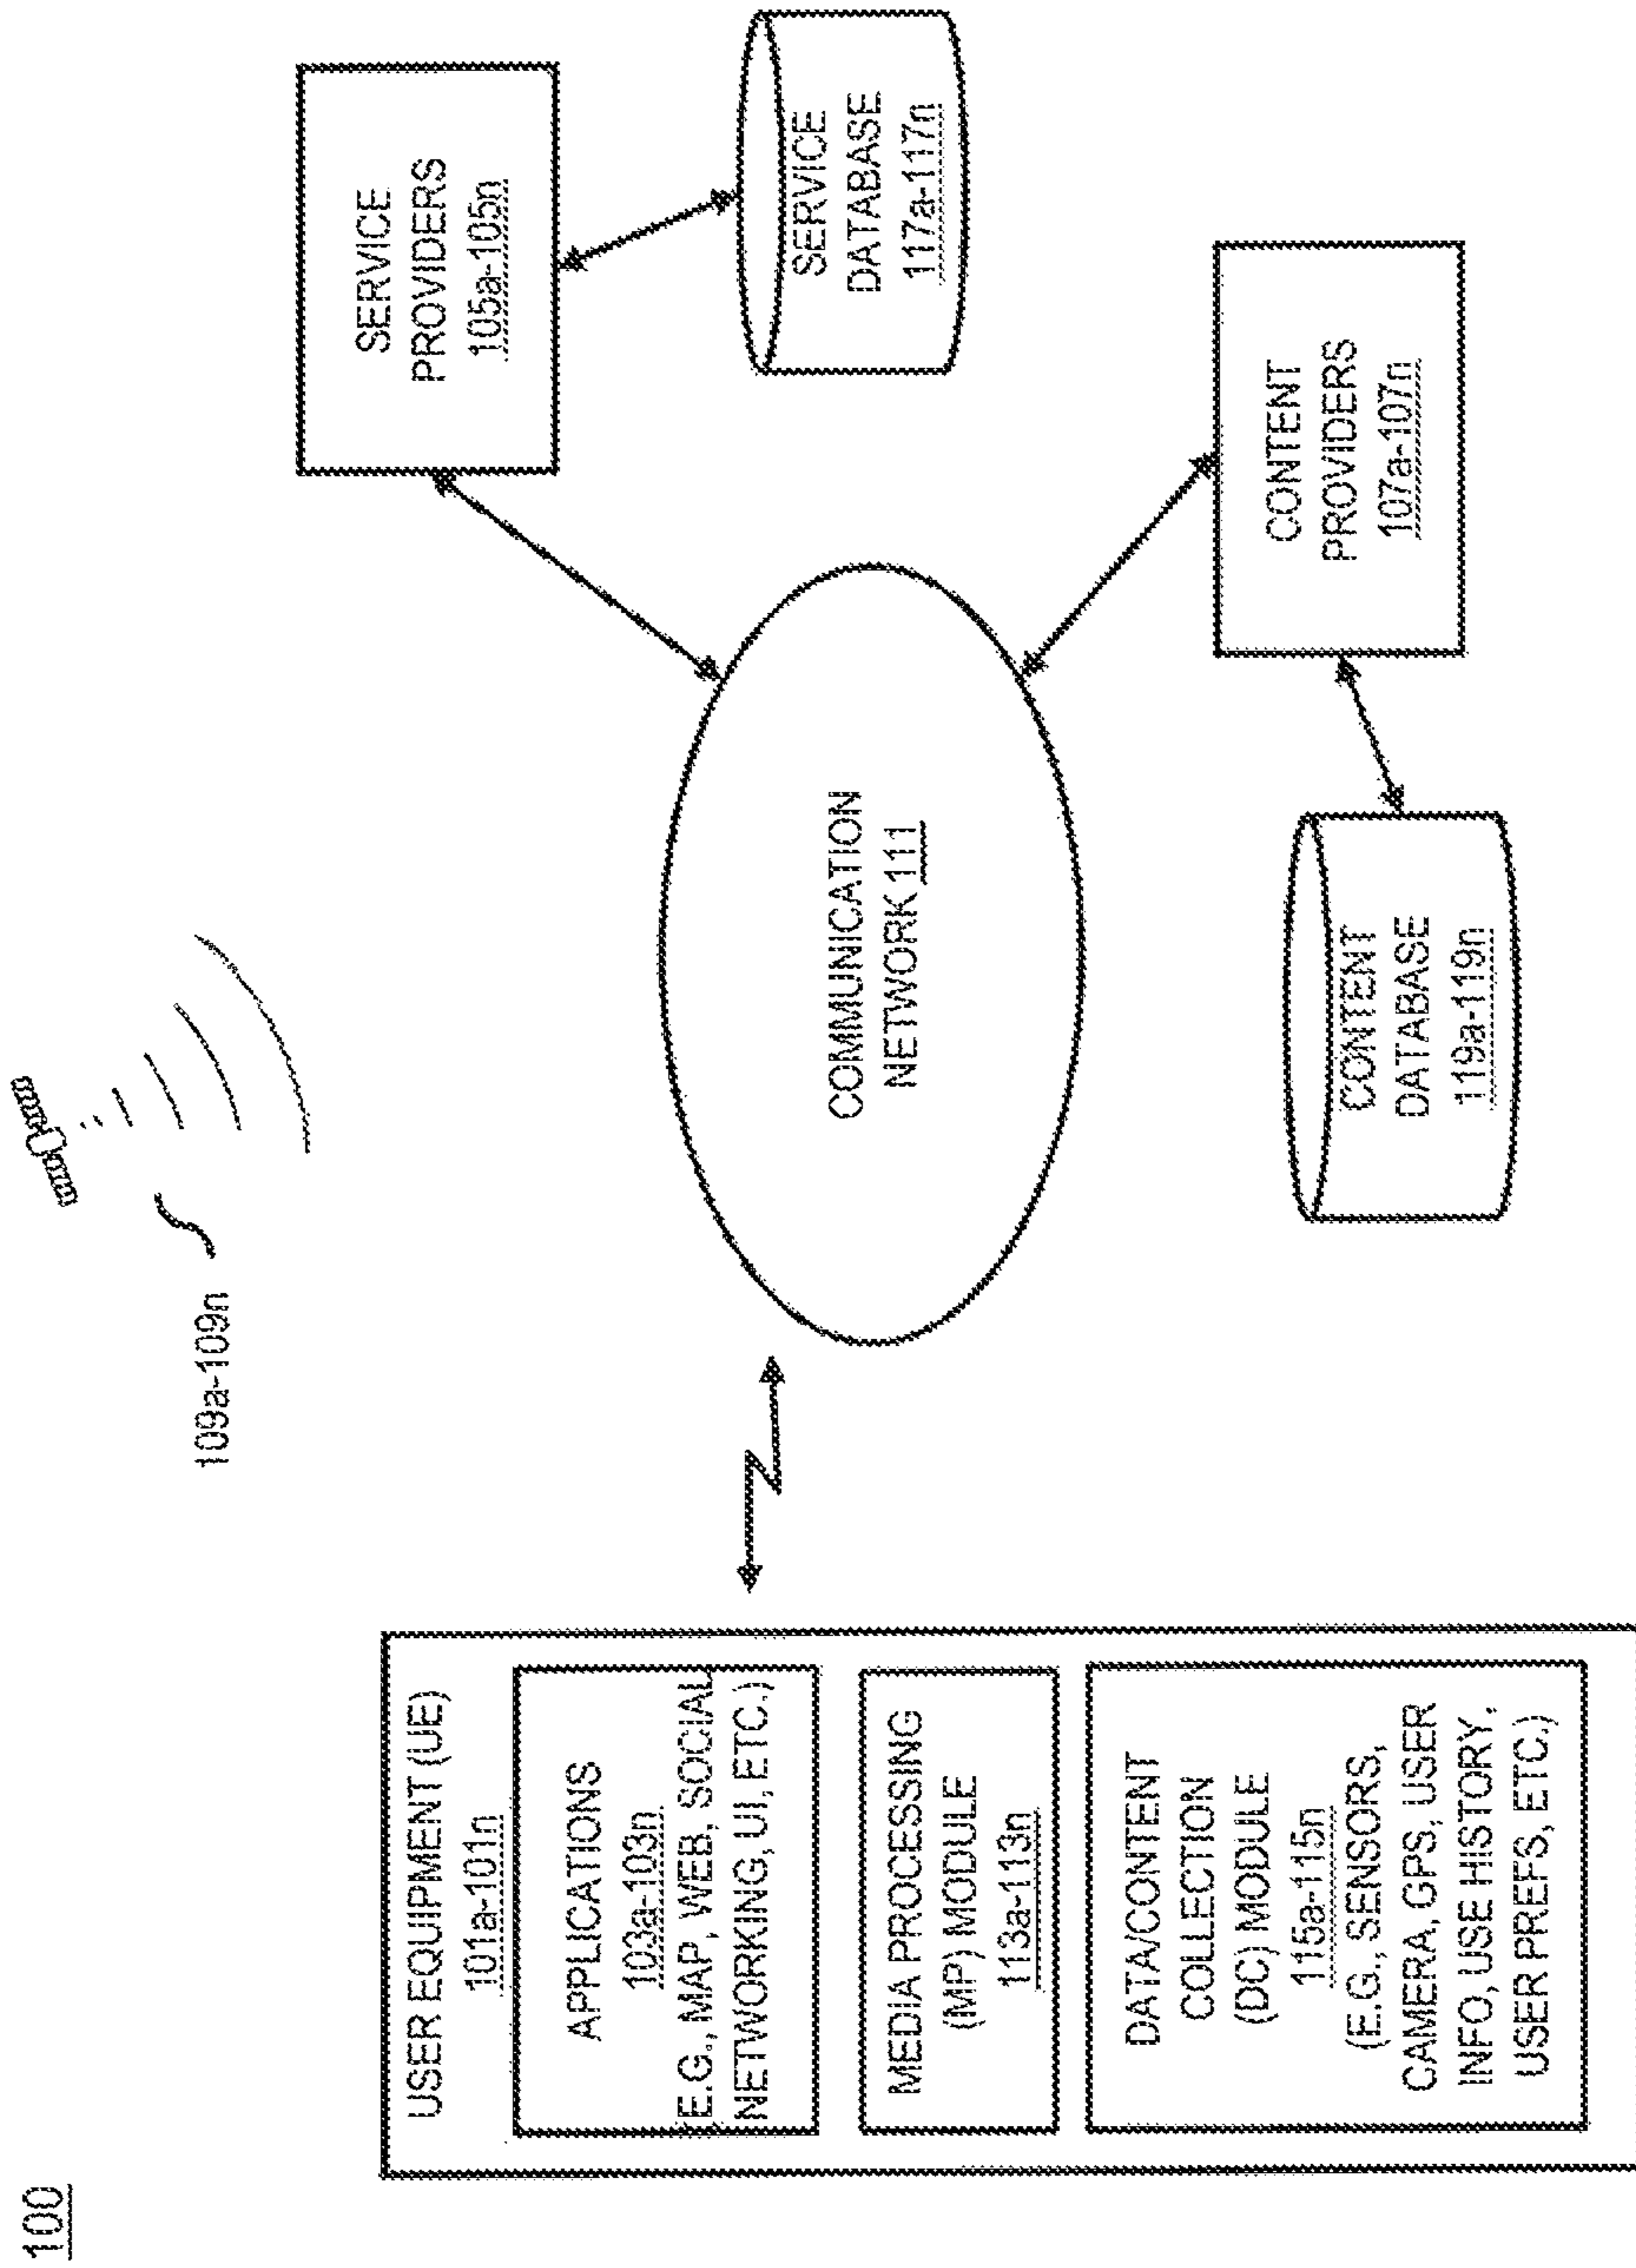 100
109a-109n
USER EQUIPMENT (UE)
101a-101n
APPLICATIONS
103a-103n
E.G., MAP, WEB, SOCIAL
NETWORKING, UI, ETC.)
MEDIA PROCESSING
(MP) MODULE
113a-113n
DATA/CONTENT
COLLECTION
(DC) MODULE
115a-115n
(E.G., SENSORS,
CAMERA, GPS, USER
INFO, USE HISTORY,
USER PREFS, ETC.)
COMMUNICATION
NETWORK 111
SERVICE
PROVIDERS
105a-105n
SERVICE
DATABASE
117a-117n
CONTENT
PROVIDERS
107a-107n
CONTENT
DATABASE
119a-119n